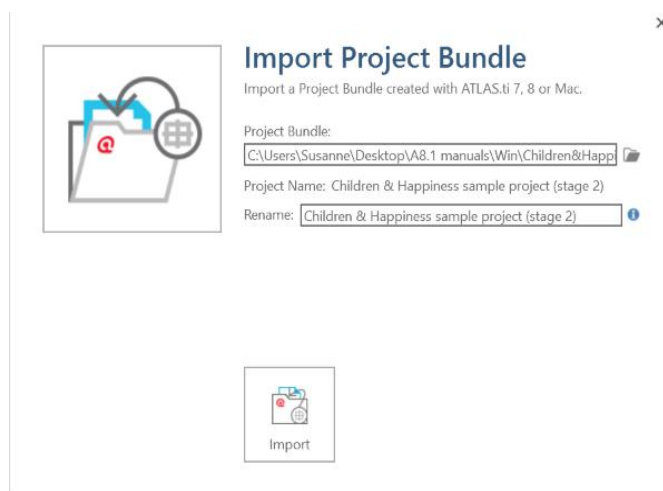 Import Project Bundle
Import a Project Bundle created with ATLAS.ti 7, 8 or Mac.
Project Bundle:
C:\Users\Susanne\Desktop\A8.1 manuals\Win\Children&Happi
Project Name: Children & Happiness sample project (stage 2)
Rename: Children & Happiness sample project (stage 2)
Import